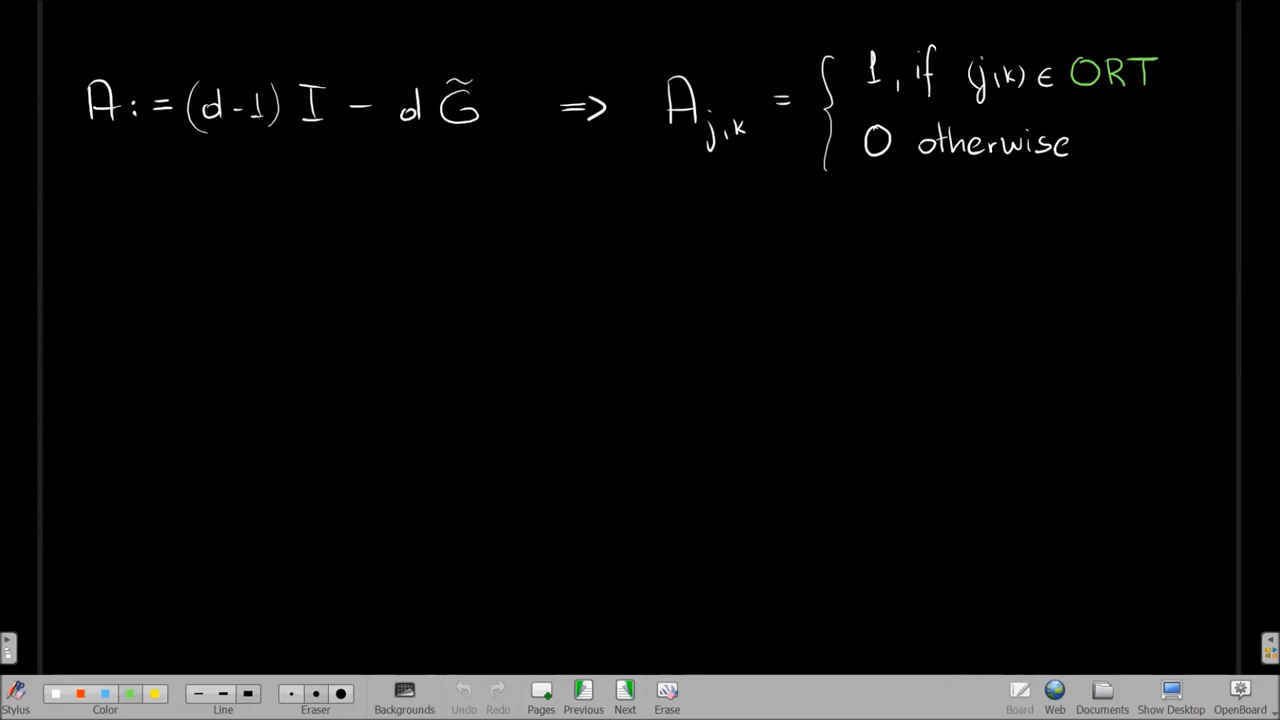 A := (d-1) I - d G̃ => A_{j,k} = { 1, if (j,k) ∈ ORT
0 otherwise
Stylus Color Line Eraser Backgrounds Undo Redo Pages Previous Next Erase Board Web Documents Show Desktop OpenBoard